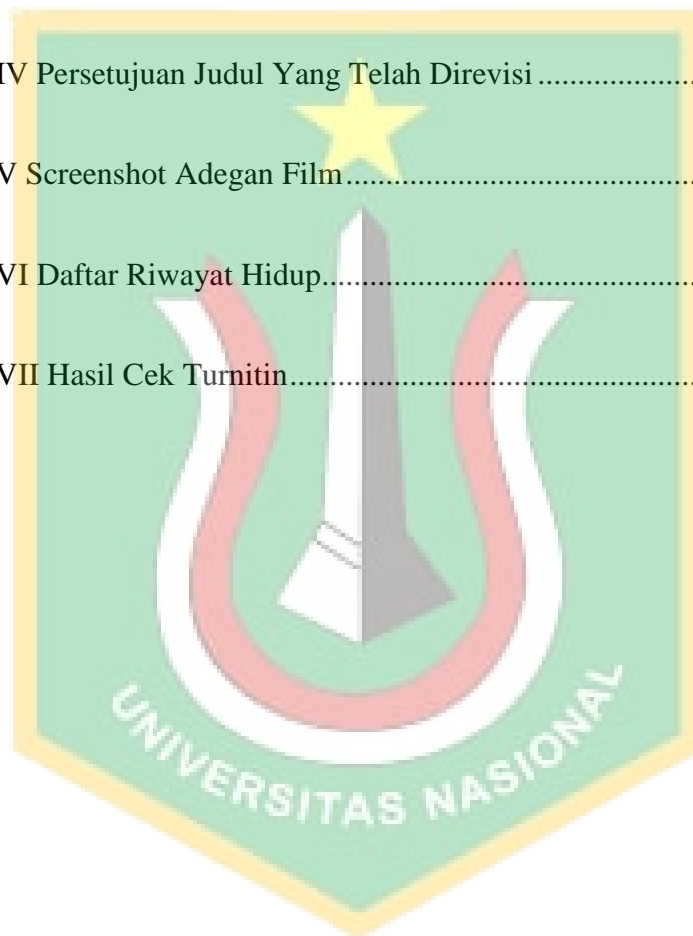 IV Persetujuan Judul Yang Telah Direvisi ......................
V Screenshot Adegan Film...............................................
VI Daftar Riwayat Hidup..................................................
VII Hasil Cek Turnitin.......................................................
UNIVERSITAS NASIONAL